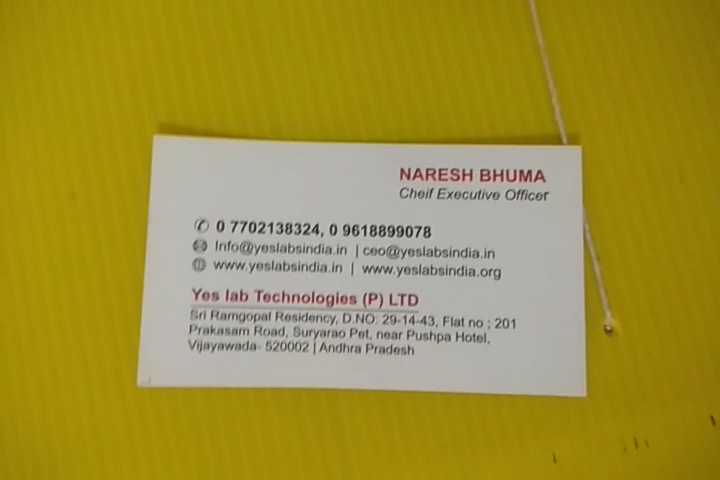 NARESH BHUMA
Cheif Executive Officer
0 7702138324, 0 9618899078
Info@yeslabsindia.in | ceo@yeslabsindia.in
www.yeslabsindia.in | www.yeslabsindia.org
Yes lab Technologies (P) LTD
Sri Ramgopal Residency, D.NO: 29-14-43, Flat no ; 201
Prakasam Road, Suryarao Pet, near Pushpa Hotel,
Vijayawada- 520002 | Andhra Pradesh